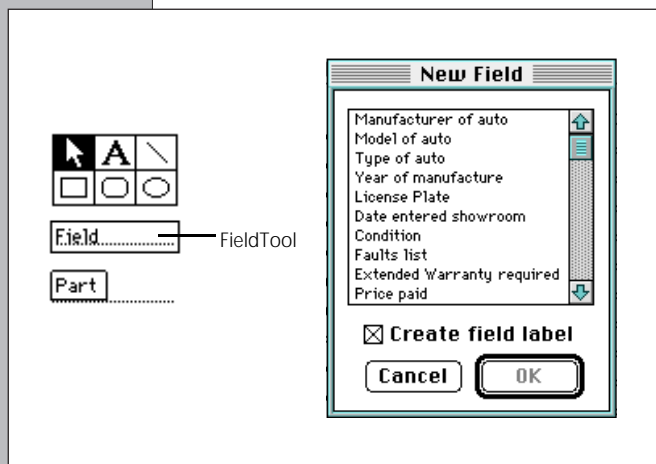 A
Field
FieldTool
Part
New Field
Manufacturer of auto
Model of auto
Type of auto
Year of manufacture
License Plate
Date entered showroom
Condition
Faults list
Extended Warranty required
Price paid
Create field label
Cancel
OK